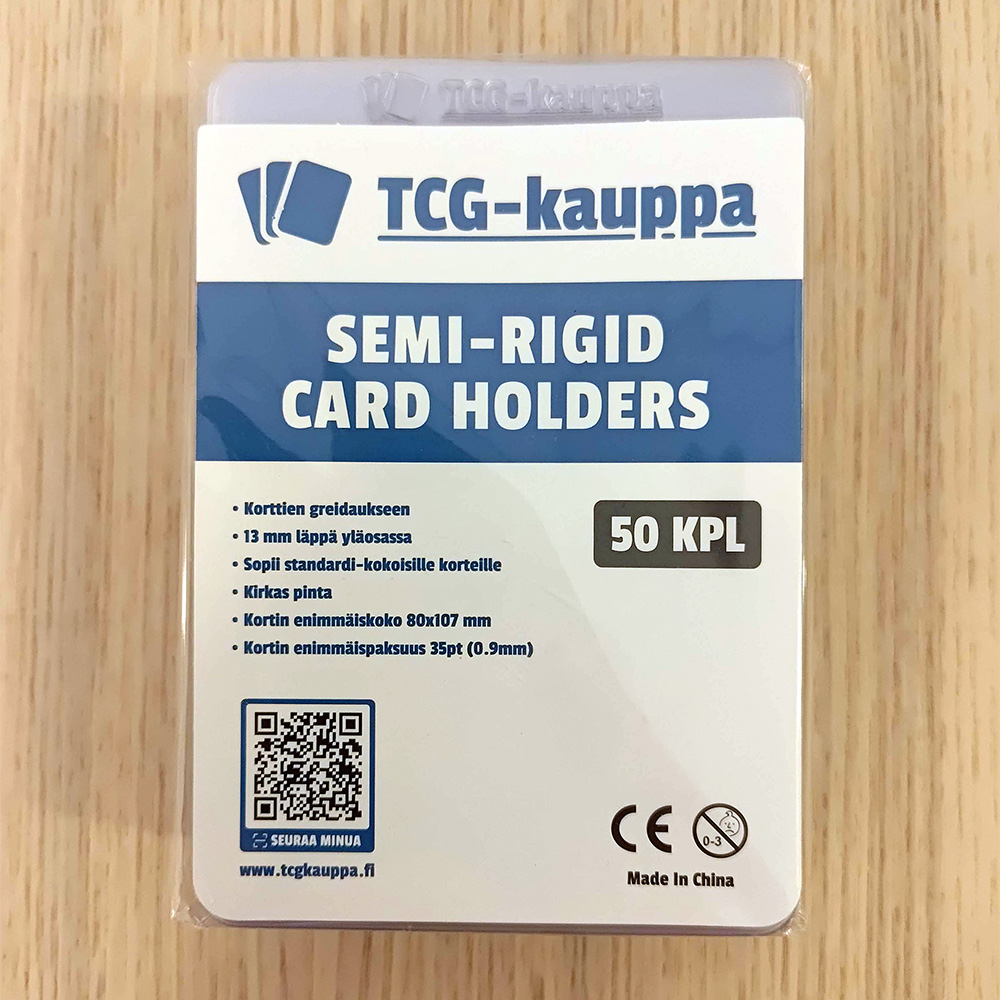 TCG-kauppa
TCG-kauppa
SEMI-RIGID
CARD HOLDERS
• Korttien greidaukseen
• 13 mm läppä yläosassa
• Sopii standardi-kokoisille korteille
• Kirkas pinta
• Kortin enimmäiskoko 80x107 mm
• Kortin enimmäispaksuus 35pt (0.9mm)
50 KPL
SEURAA MINUA
www.tcgkauppa.fi
CE
0-3
Made In China